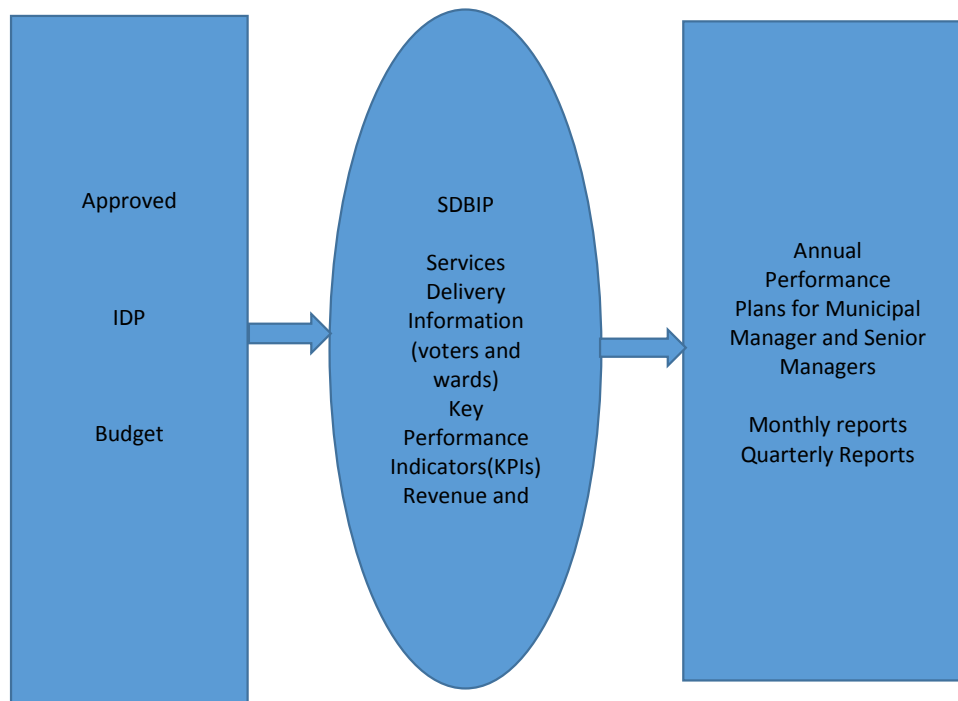 Approved
IDP
Budget
SDBIP
Services
Delivery
Information
(voters and
wards)
Key
Performance
Indicators(KPIs)
Revenue and
Annual
Performance
Plans for Municipal
Manager and Senior
Managers
Monthly reports
Quarterly Reports